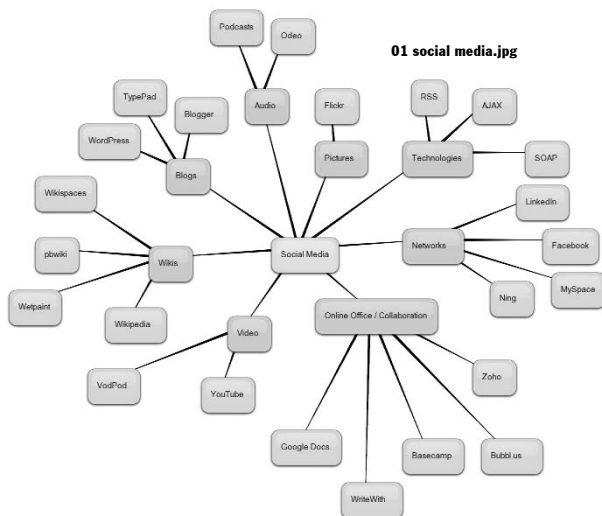 Podcasts
Odeo
01 social media.jpg
TypePad
Blogger
Audio
Flickr
RSS
AJAX
WordPress
Blogs
Pictures
Technologies
SOAP
Wikispaces
LinkedIn
pbwiki
Wikis
Social Media
Networks
Facebook
Wetpaint
Wikipedia
Ning
MySpace
Video
Online Office / Collaboration
VodPod
YouTube
Zoho
Google Docs
Basecamp
Bubbl.us
WriteWith